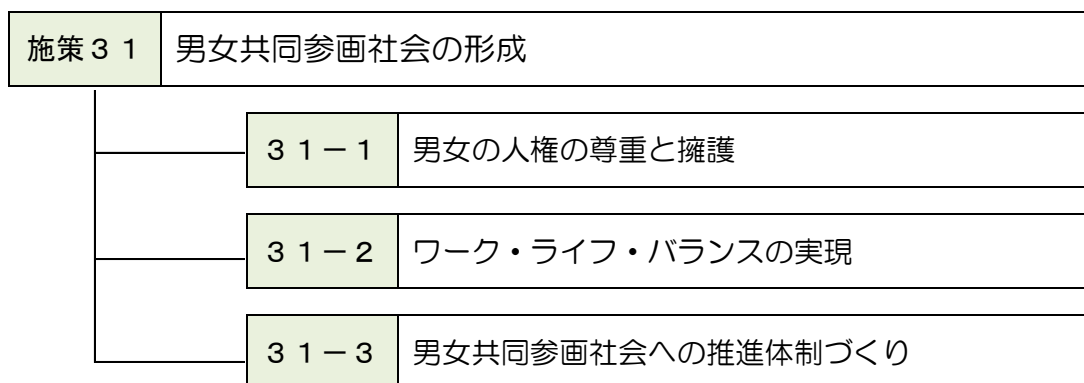 施策31 男女共同参画社会の形成
31-1 男女の人権の尊重と擁護
31-2 ワーク・ライフ・バランスの実現
31-3 男女共同参画社会への推進体制づくり